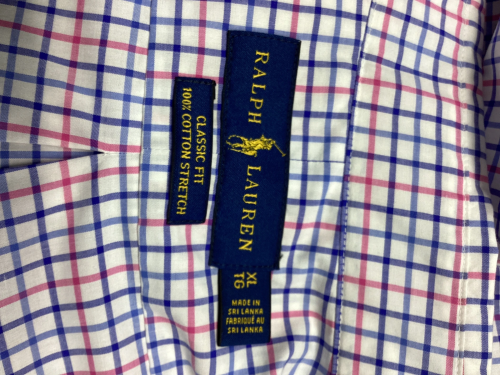 RALPH LAUREN
CLASSIC FIT
100% COTTON STRETCH
XL
TG
MADE IN
SRI LANKA
FABRIQUÉ AU
SRI LANKA